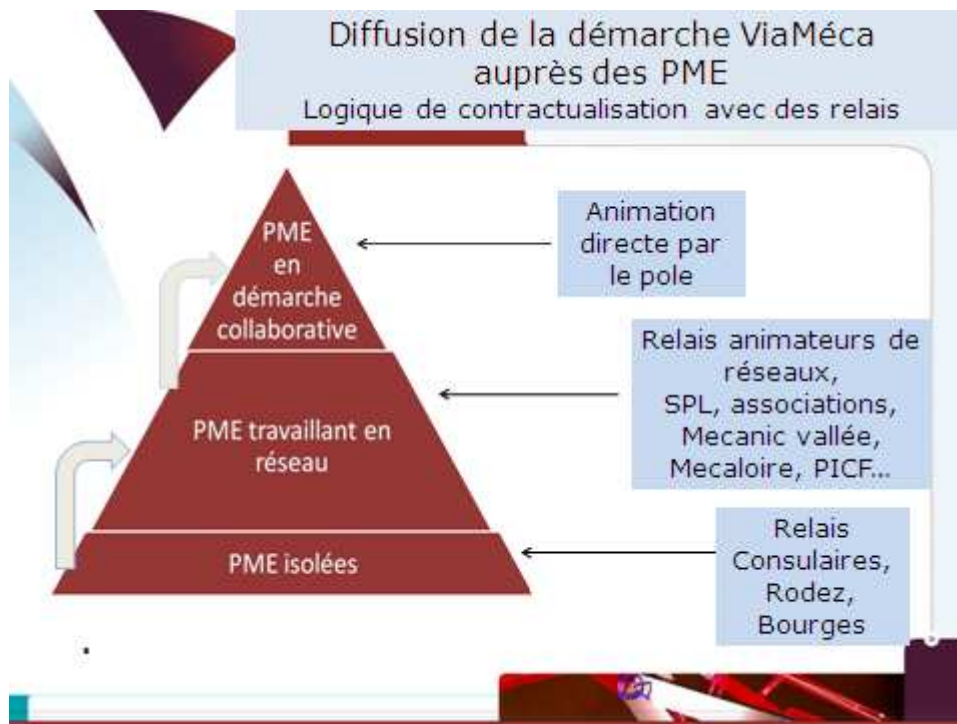 Diffusion de la démarche ViaMéca
auprès des PME
Logique de contractualisation avec des relais
PME
en
démarche
collaborative
Animation
directe par
le pole
PME travaillant en
réseau
Relais animateurs de
réseaux,
SPL, associations,
Mecanic vallée,
Mecaloire, PICF...
PME isolées
Relais
Consulaires,
Rodez,
Bourges